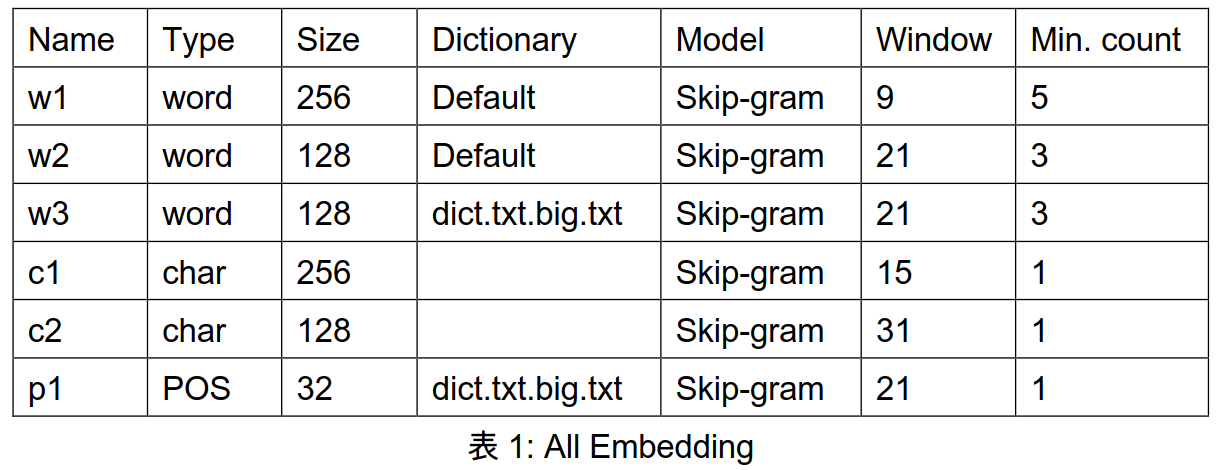 Name Type Size Dictionary Model Window Min. count
w1 word 256 Default Skip-gram 9 5
w2 word 128 Default Skip-gram 21 3
w3 word 128 dict.txt.big.txt Skip-gram 21 3
c1 char 256 Skip-gram 15 1
c2 char 128 Skip-gram 31 1
p1 POS 32 dict.txt.big.txt Skip-gram 21 1
表 1: All Embedding